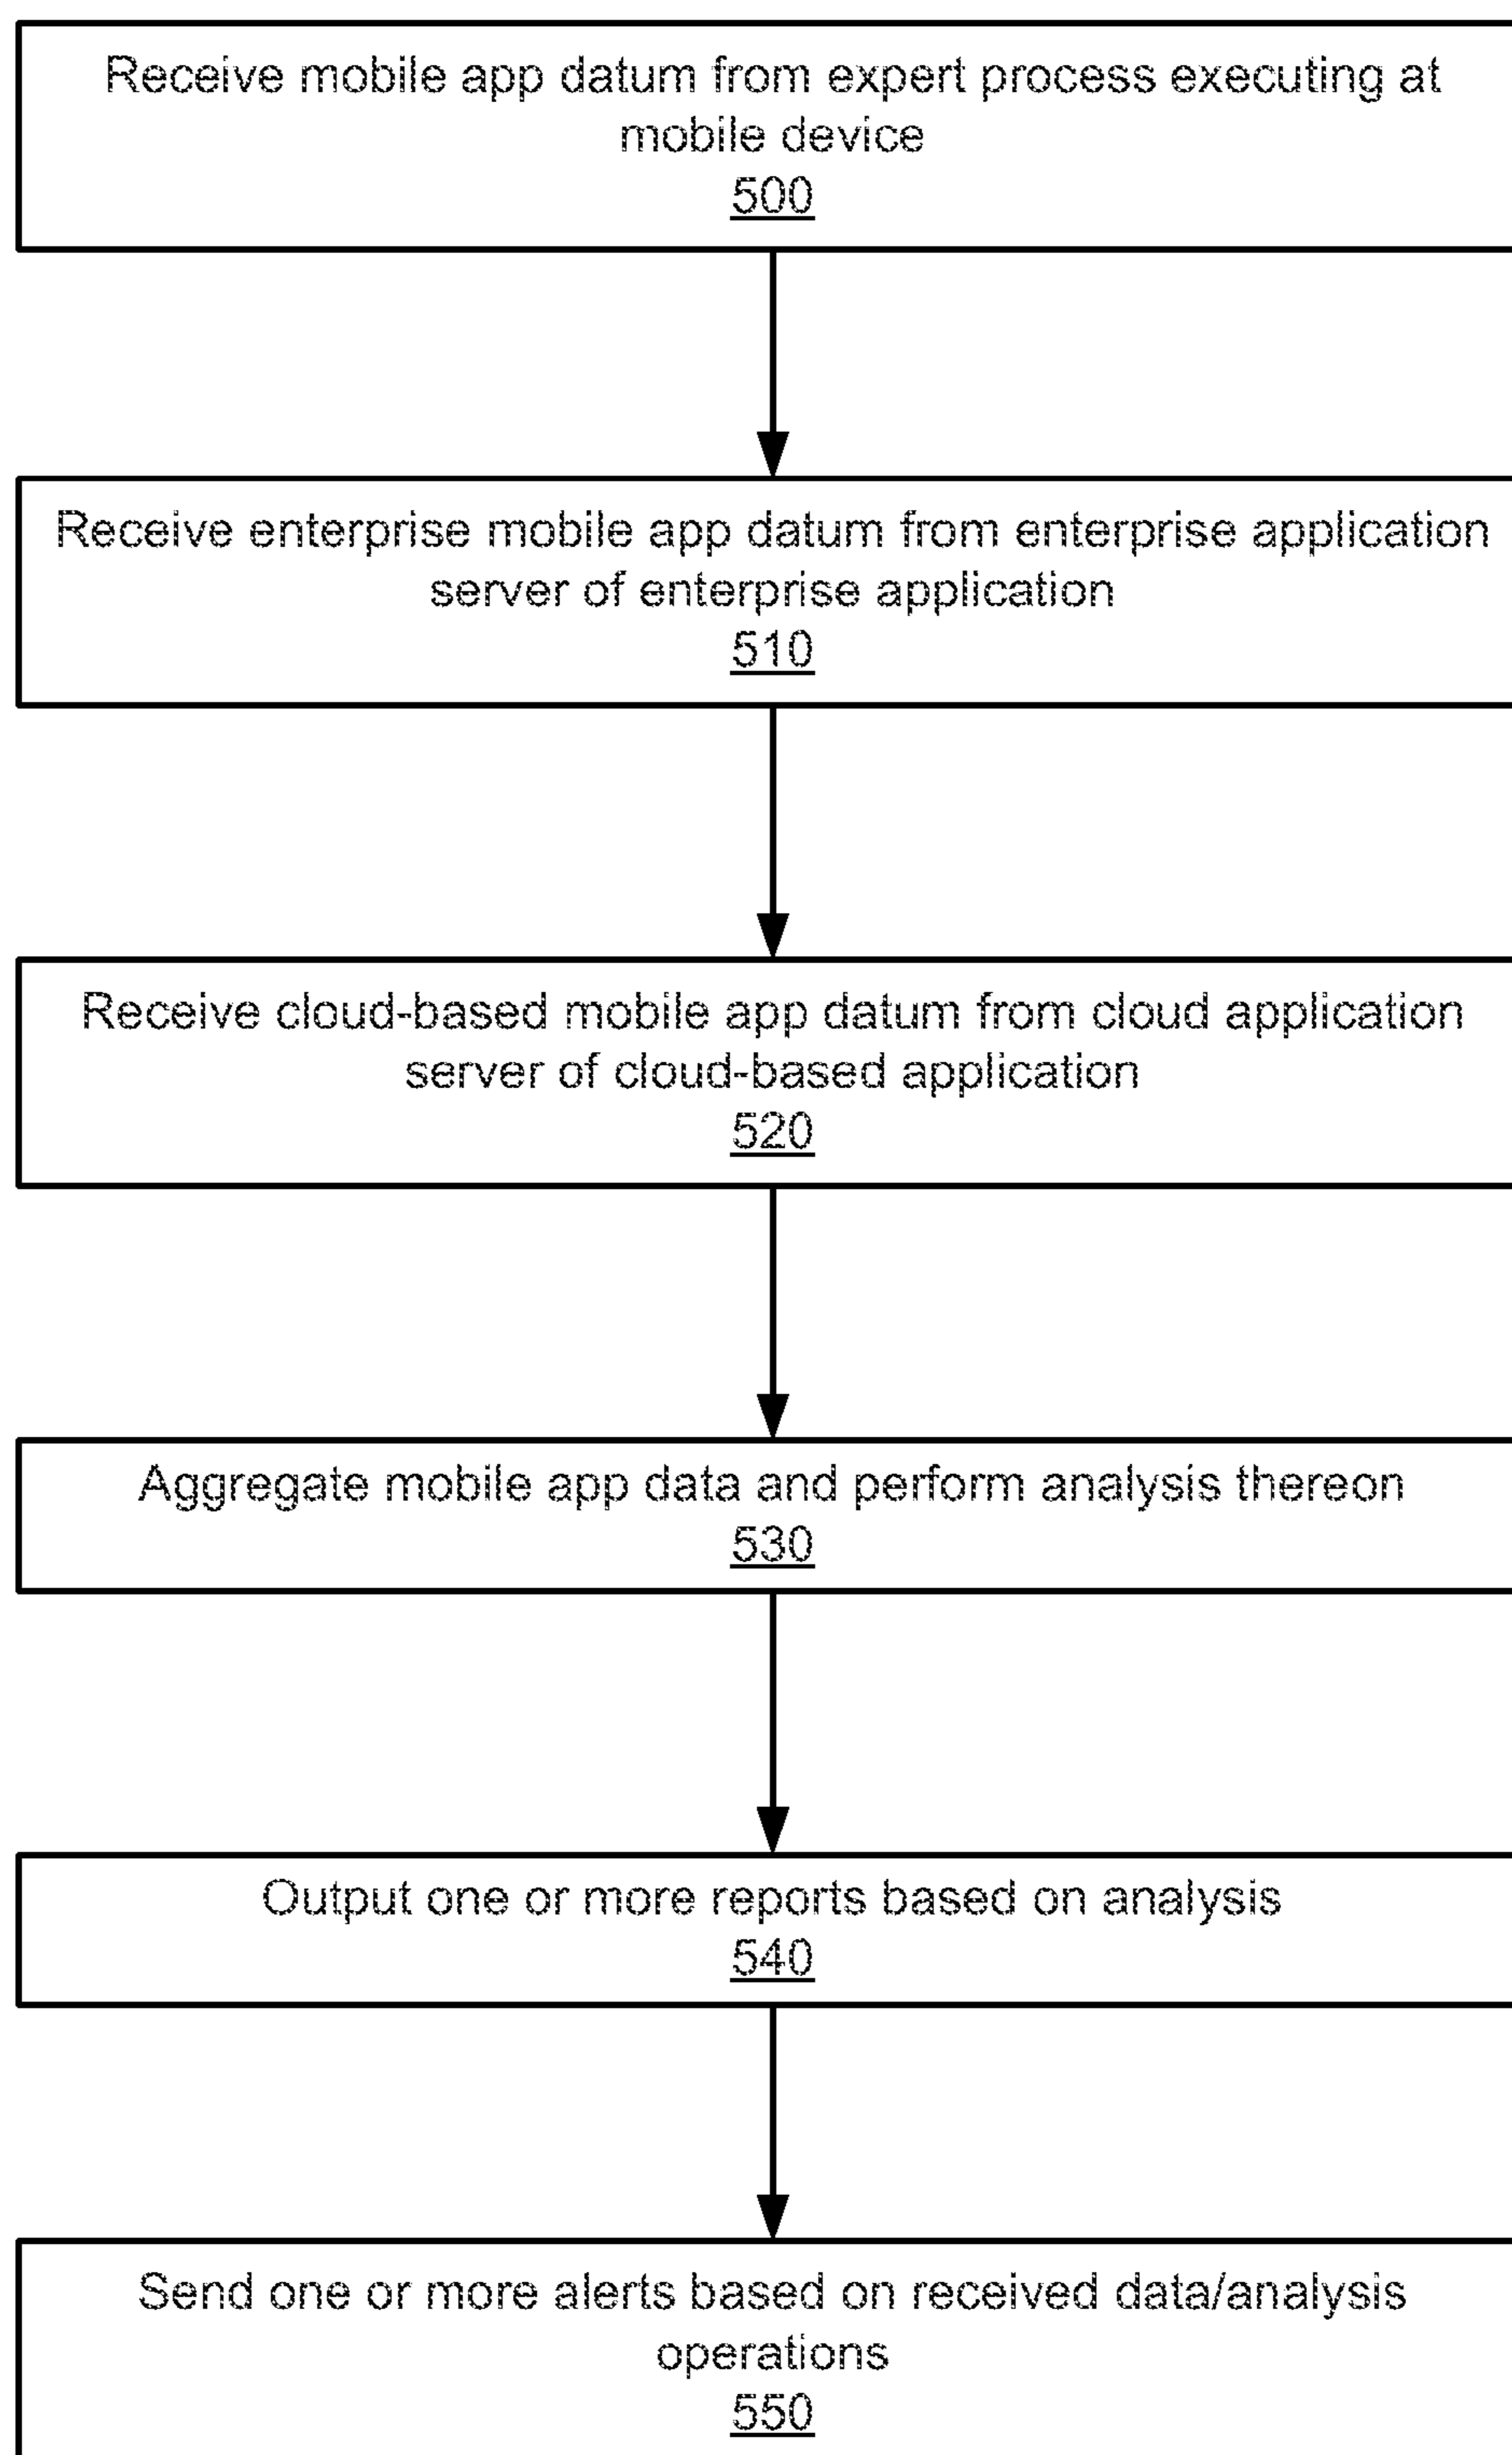 Receive mobile app datum from expert process executing at
mobile device
500
Receive enterprise mobile app datum from enterprise application
server of enterprise application
510
Receive cloud-based mobile app datum from cloud application
server of cloud-based application
520
Aggregate mobile app data and perform analysis thereon
530
Output one or more reports based on analysis
540
Send one or more alerts based on received data/analysis
operations
550